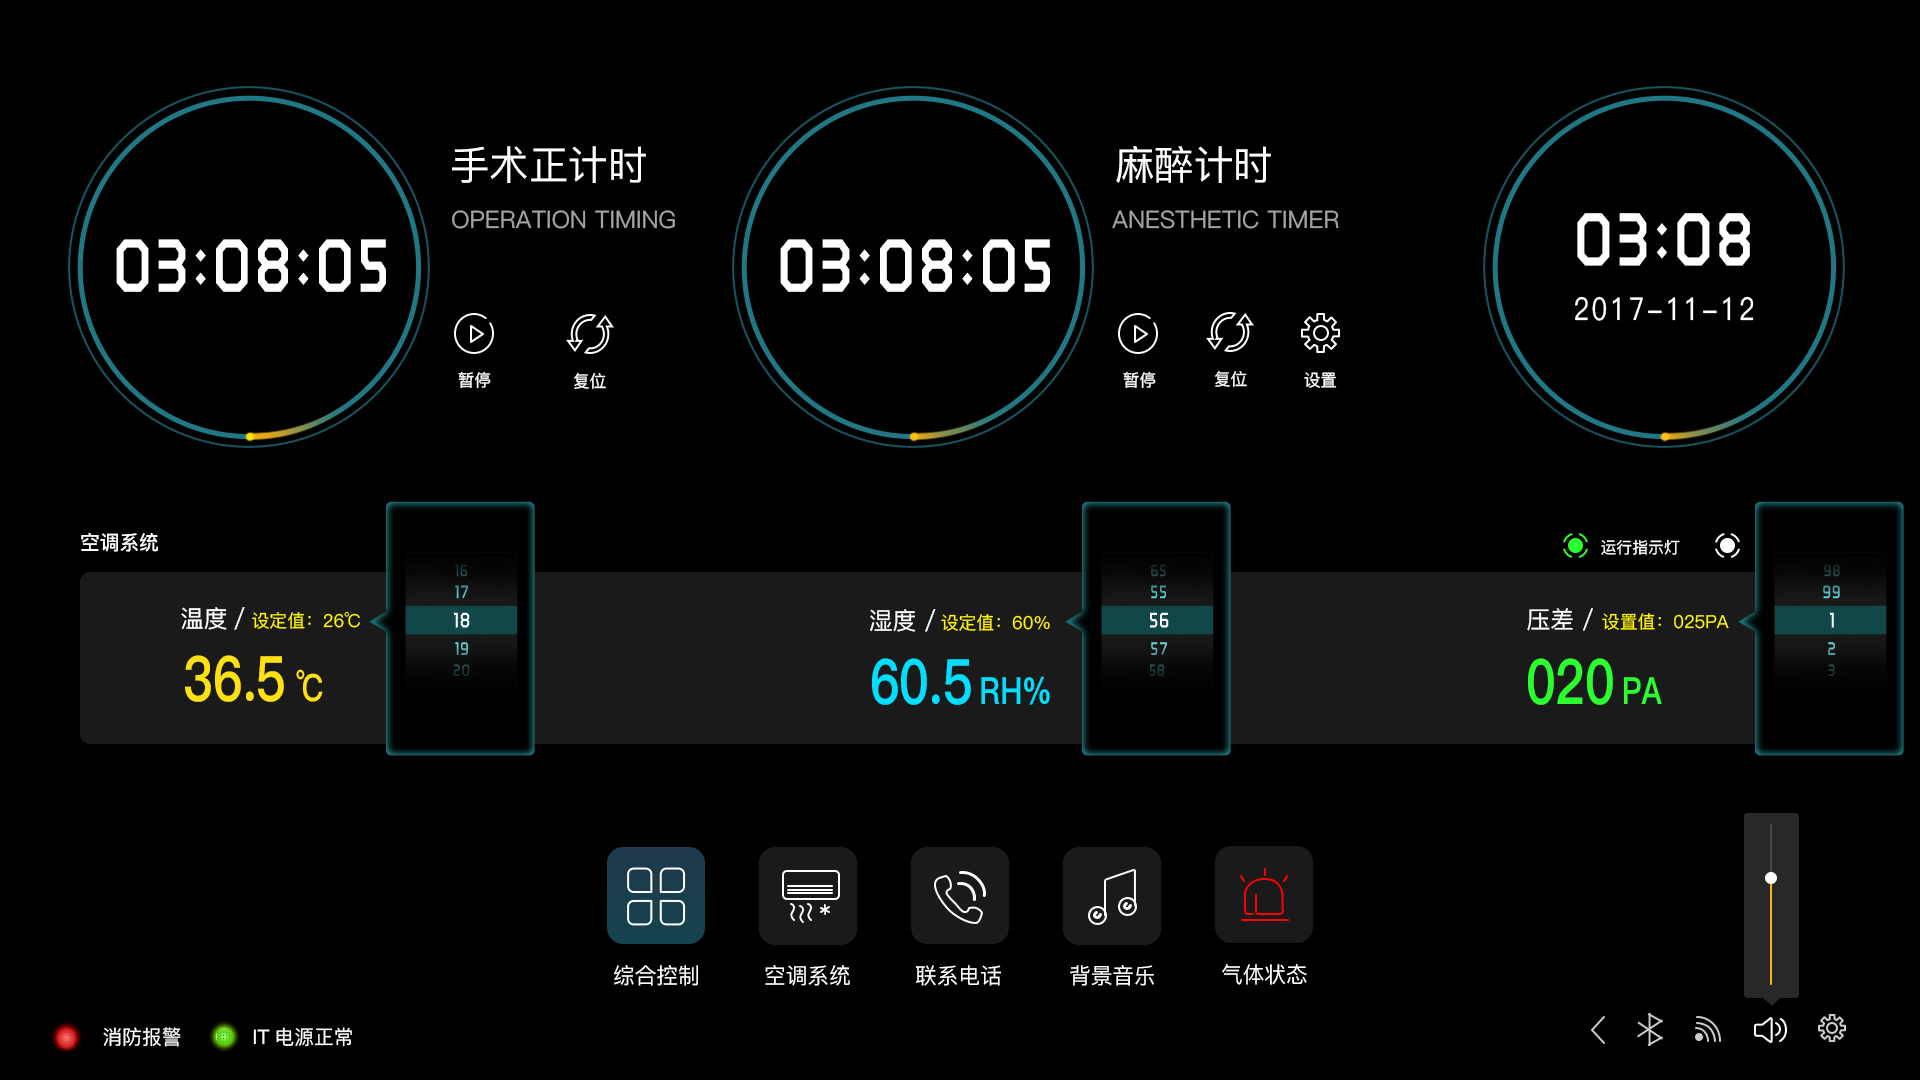 03:08:05
手术正计时
OPERATION TIMING
暂停
复位
03:08:05
麻醉计时
ANESTHETIC TIMER
暂停
复位
设置
03:08
2017-11-12
空调系统
运行指示灯
温度 / 设定值：26℃
36.5 ℃
16
17
18
19
20
湿度 / 设定值：60%
60.5 RH%
65
55
56
57
58
压差 / 设置值：025PA
020 PA
98
99
1
2
3
综合控制
空调系统
联系电话
背景音乐
气体状态
消防报警
IT 电源正常